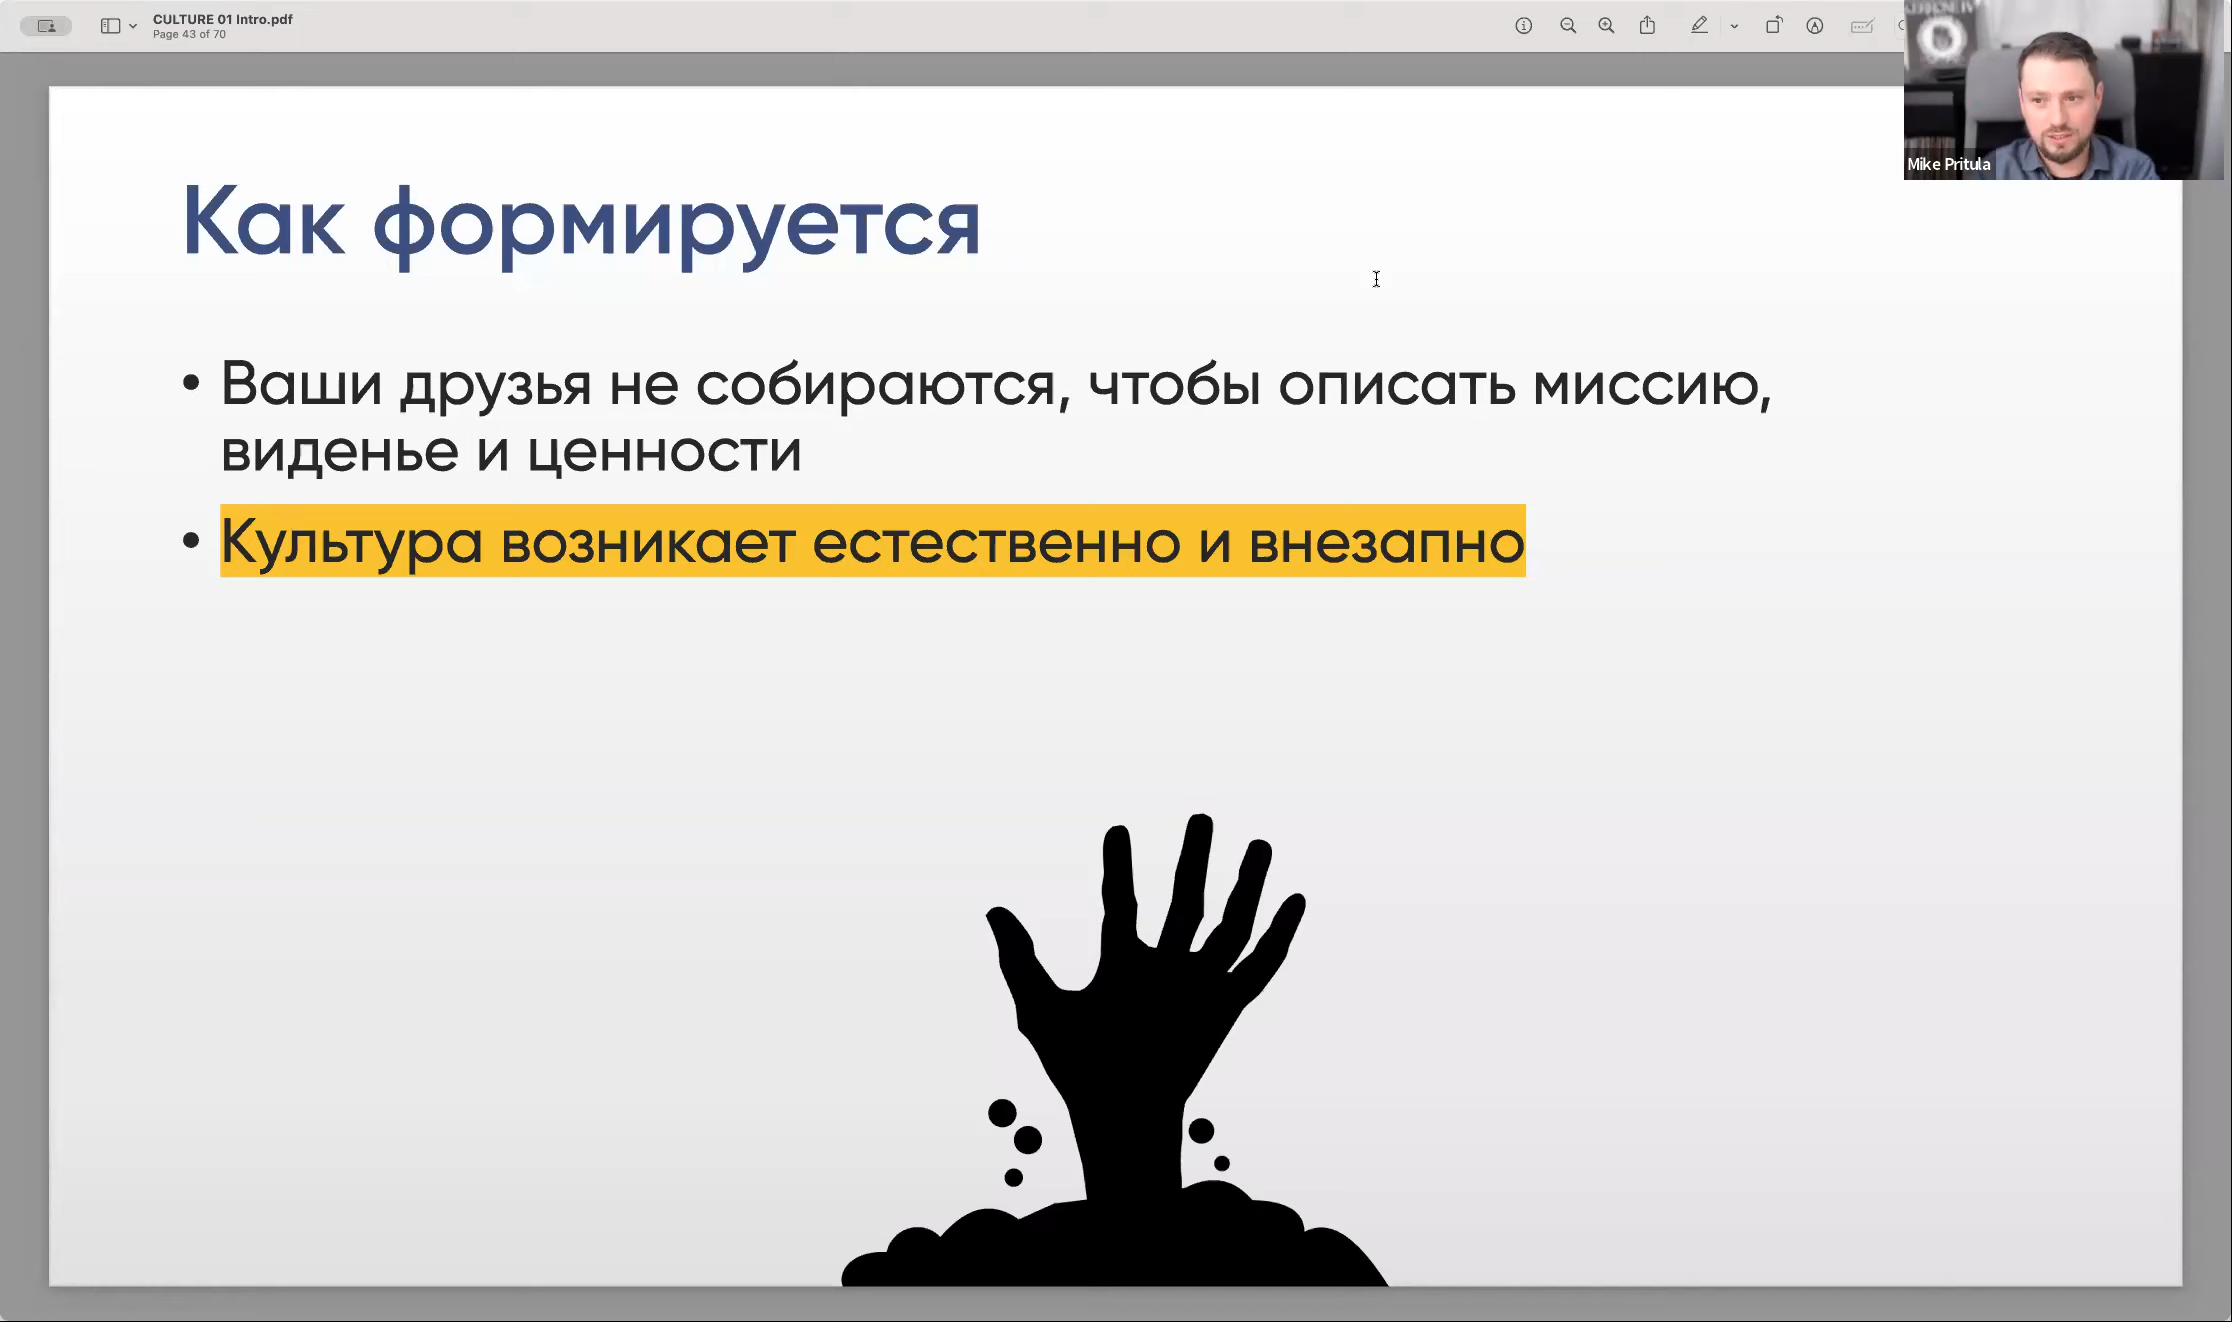 CULTURE 01 Intro.pdf
Page 43 of 70
Mike Pritula
Как формируется
• Ваши друзья не собираются, чтобы описать миссию,
виденье и ценности
• Культура возникает естественно и внезапно